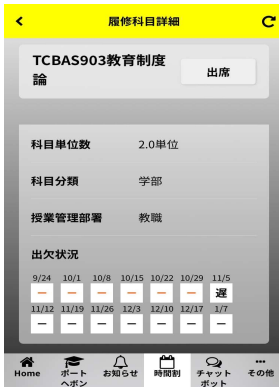 履修科目詳細
TCBAS903教育制度
論
出席
科目単位数 2.0単位
科目分類 学部
授業管理部署 教職
出欠状況
9/24 10/1 10/8 10/15 10/22 10/29 11/5
ー ー ー ー ー ー 遅
11/12 11/19 11/26 12/3 12/10 12/17 1/7
ー ー ー ー ー ー ー
Home ポート お知らせ 時間割 チャット その他
ヘボン ボット